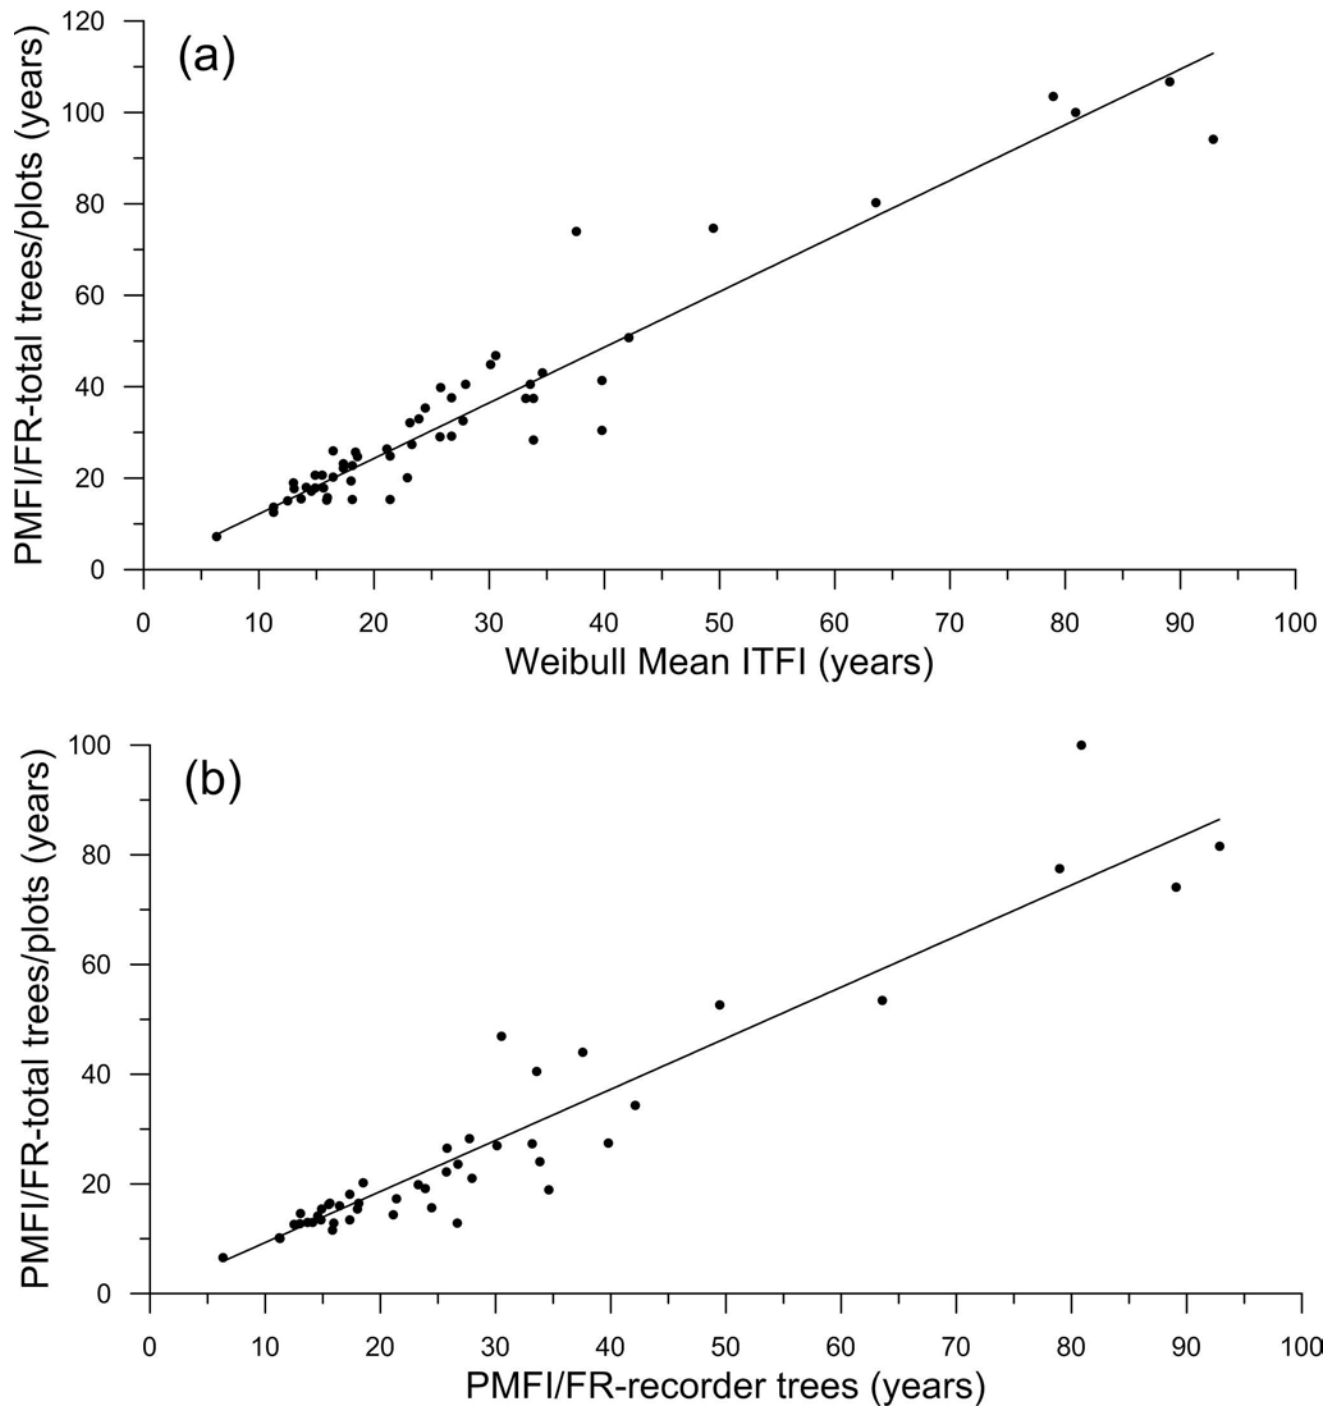 (a)
PMFI/FR-total trees/plots (years)
120
100
80
60
40
20
0
0 10 20 30 40 50 60 70 80 90 100
Weibull Mean ITFI (years)
(b)
PMFI/FR-total trees/plots (years)
100
80
60
40
20
0
0 10 20 30 40 50 60 70 80 90 100
PMFI/FR-recorder trees (years)